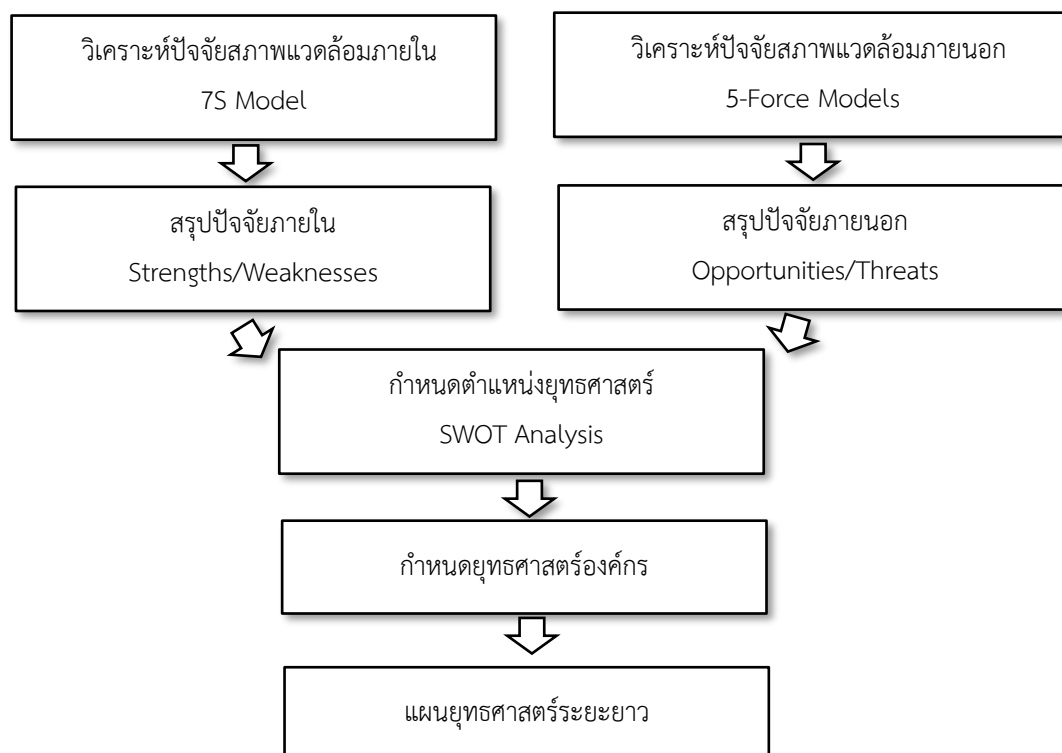 วิเคราะห์ปัจจัยสภาพแวดล้อมภายใน
7S Model
วิเคราะห์ปัจจัยสภาพแวดล้อมภายนอก
5-Force Models
สรุปปัจจัยภายใน
Strengths/Weaknesses
สรุปปัจจัยภายนอก
Opportunities/Threats
กำหนดตำแหน่งยุทธศาสตร์
SWOT Analysis
กำหนดยุทธศาสตร์องค์กร
แผนยุทธศาสตร์ระยะยาว